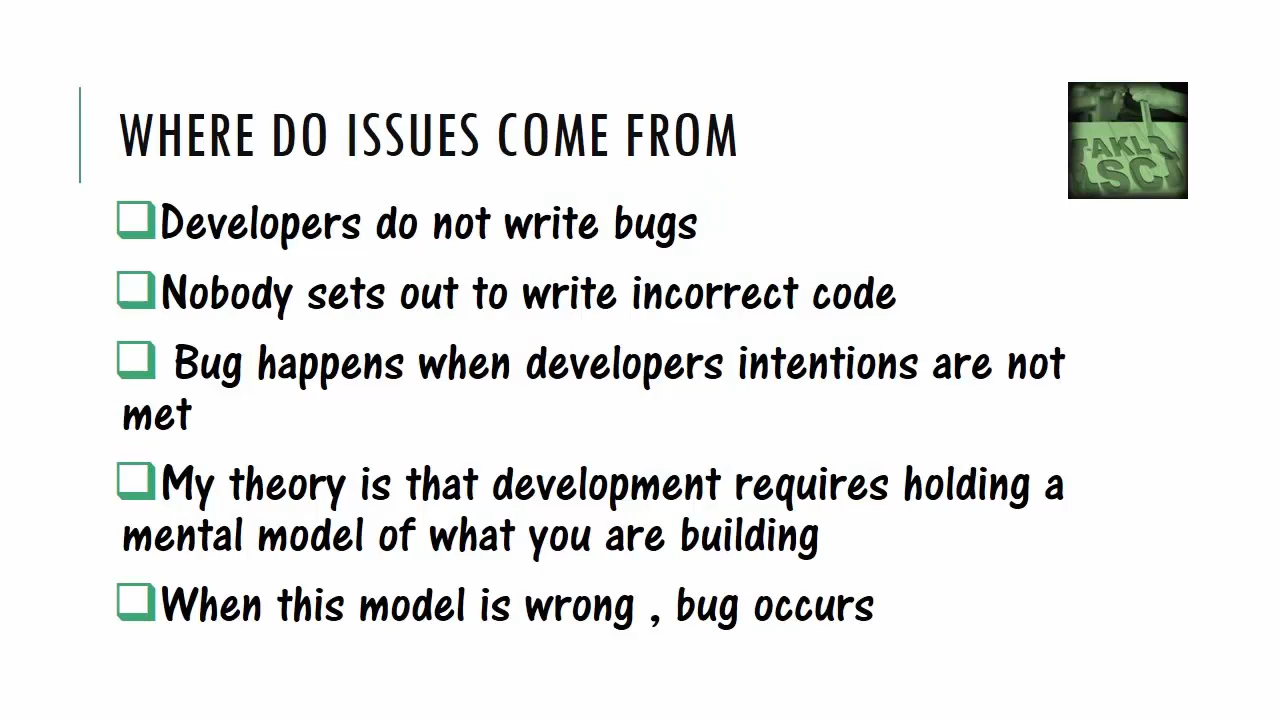 WHERE DO ISSUES COME FROM
Developers do not write bugs
Nobody sets out to write incorrect code
Bug happens when developers intentions are not
met
My theory is that development requires holding a
mental model of what you are building
When this model is wrong , bug occurs